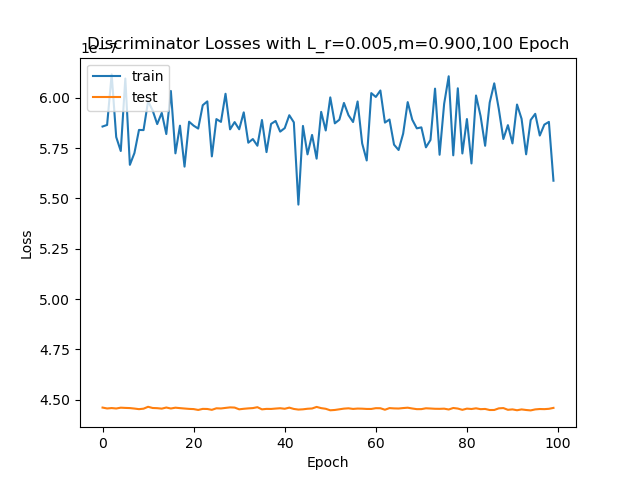 Discriminator Losses with L_r=0.005,m=0.900,100 Epoch
1e-7
train
test
6.00
5.75
5.50
5.25
5.00
4.75
4.50
Loss
0 20 40 60 80 100
Epoch